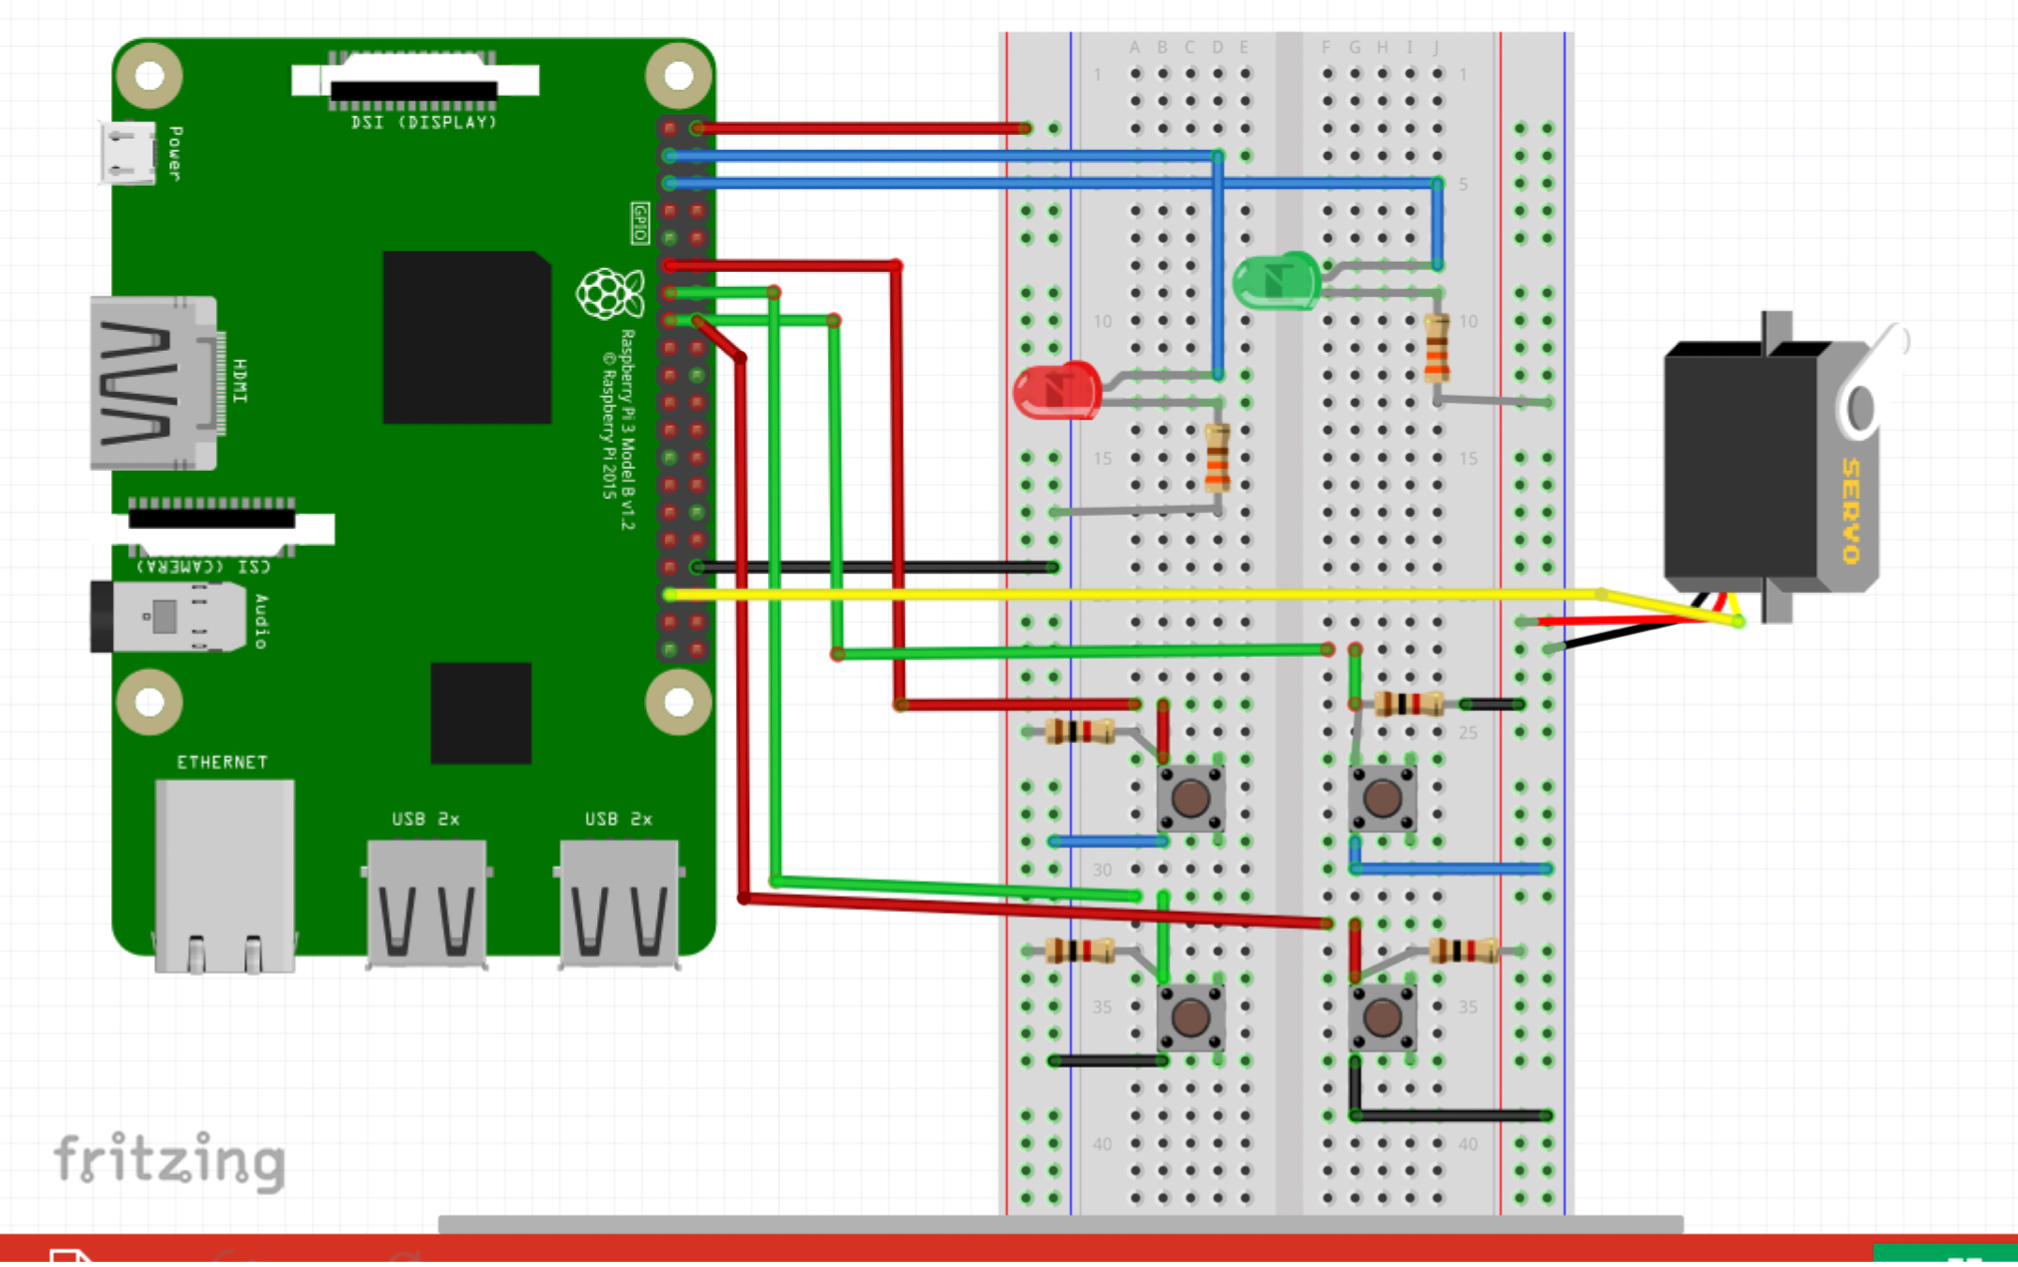 A B C D E F G H I J
1 1
DSI (DISPLAY)
Power
5
GPIO
10 10
HDMI
Raspberry Pi 3 Model B v1.2
© Raspberry Pi 2015
15 15
SERVO
CSI (CAMERA)
Audio
25
ETHERNET
USB 2x USB 2x
30
35 35
40 40
fritzing